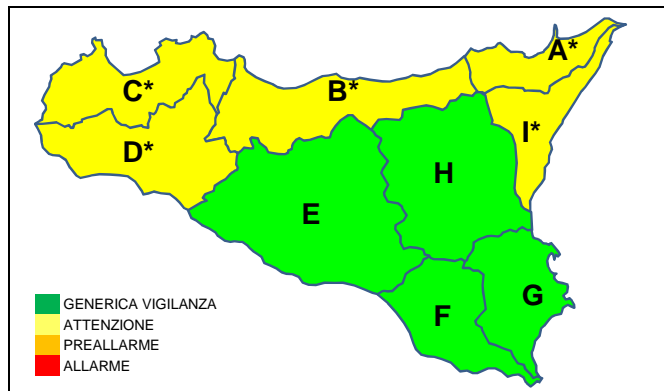 A*
C*
B*
I*
D*
H
E
G
F
GENERICA VIGILANZA
ATTENZIONE
PREALLARME
ALLARME